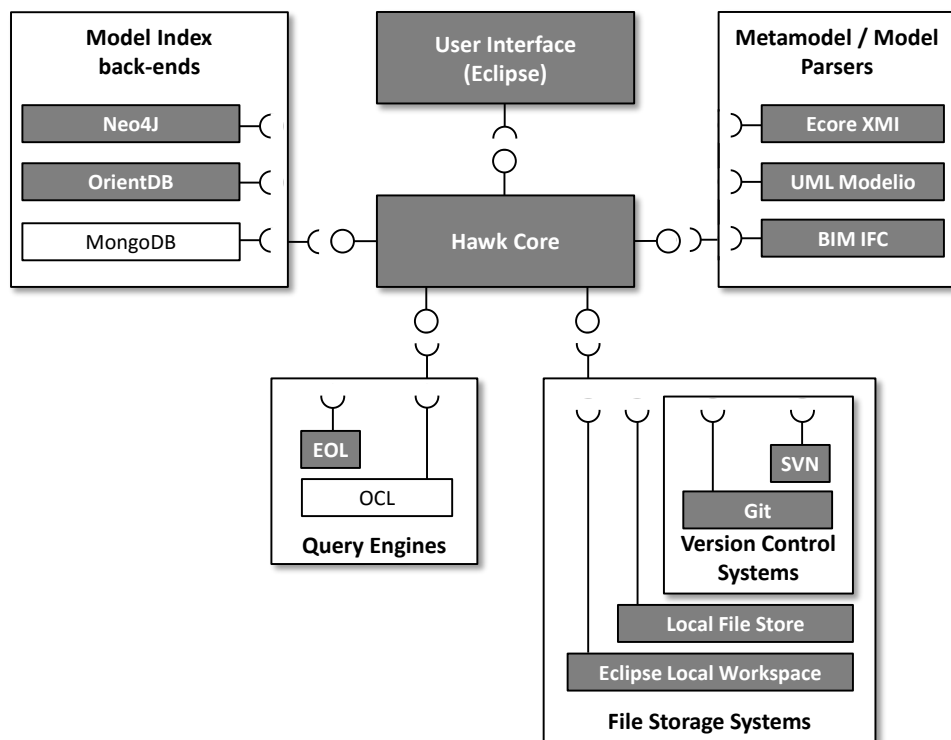 Model Index
back-ends
Neo4J
OrientDB
MongoDB
User Interface
(Eclipse)
Hawk Core
Metamodel / Model
Parsers
Ecore XMI
UML Modelio
BIM IFC
EOL
OCL
Query Engines
SVN
Git
Version Control
Systems
Local File Store
Eclipse Local Workspace
File Storage Systems